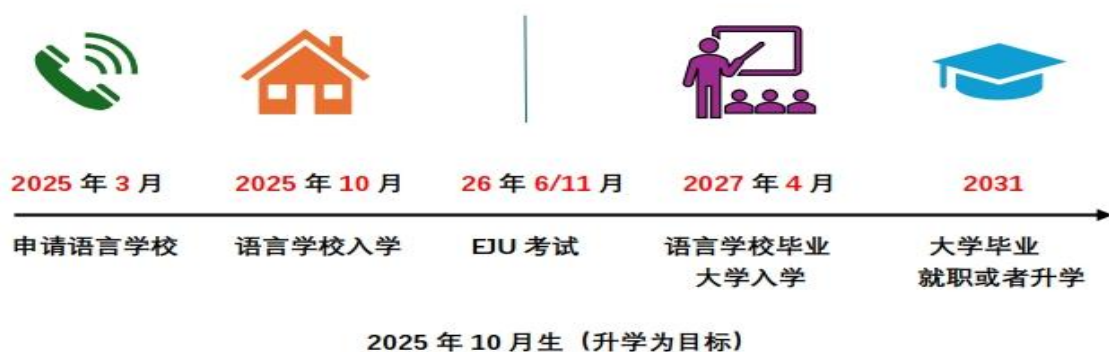 2025 年 3 月
2025 年 10 月
26 年 6/11 月
2027 年 4 月
2031
申请语言学校
语言学校入学
EJU 考试
语言学校毕业
大学入学
大学毕业
就职或者升学
2025 年 10 月生（升学为目标）